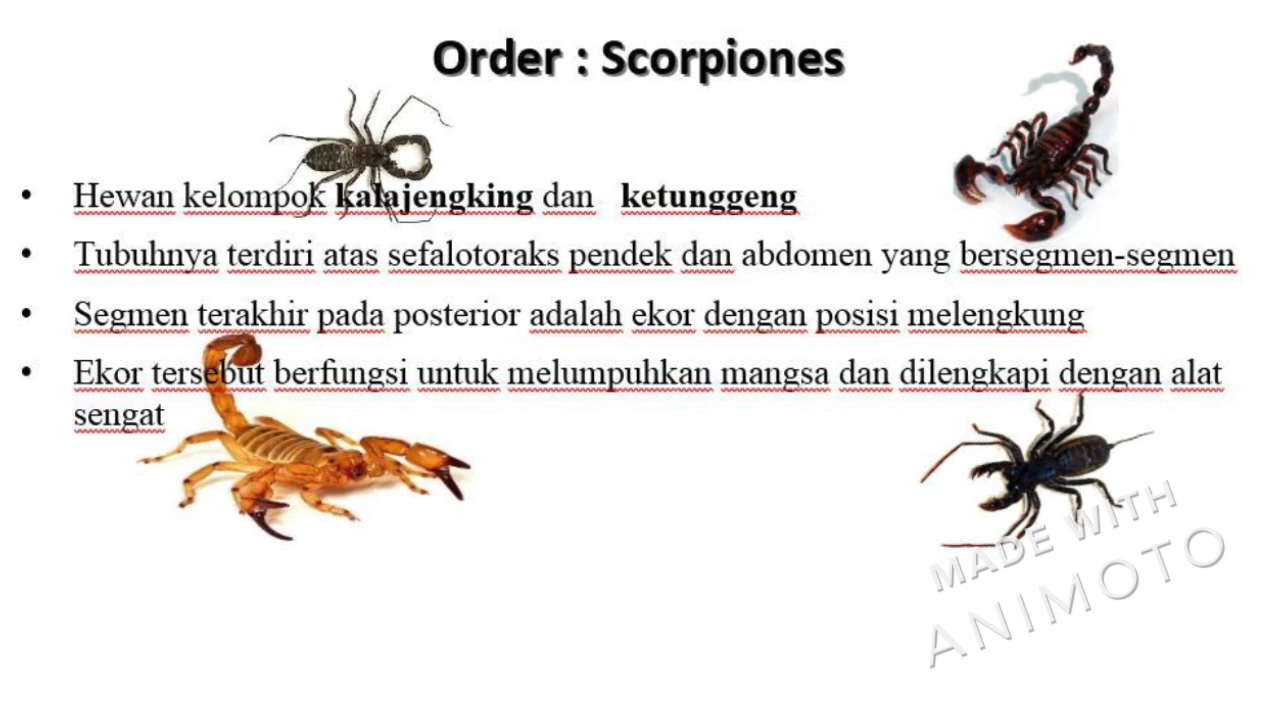 Order : Scorpiones
• Hewan kelompok kalajengking dan ketunggeng
• Tubuhnya terdiri atas sefalotoraks pendek dan abdomen yang bersegmen-segmen
• Segmen terakhir pada posterior adalah ekor dengan posisi melengkung
• Ekor tersebut berfungsi untuk melumpuhkan mangsa dan dilengkapi dengan alat
sengat
MADE WITH
ANIMOTO